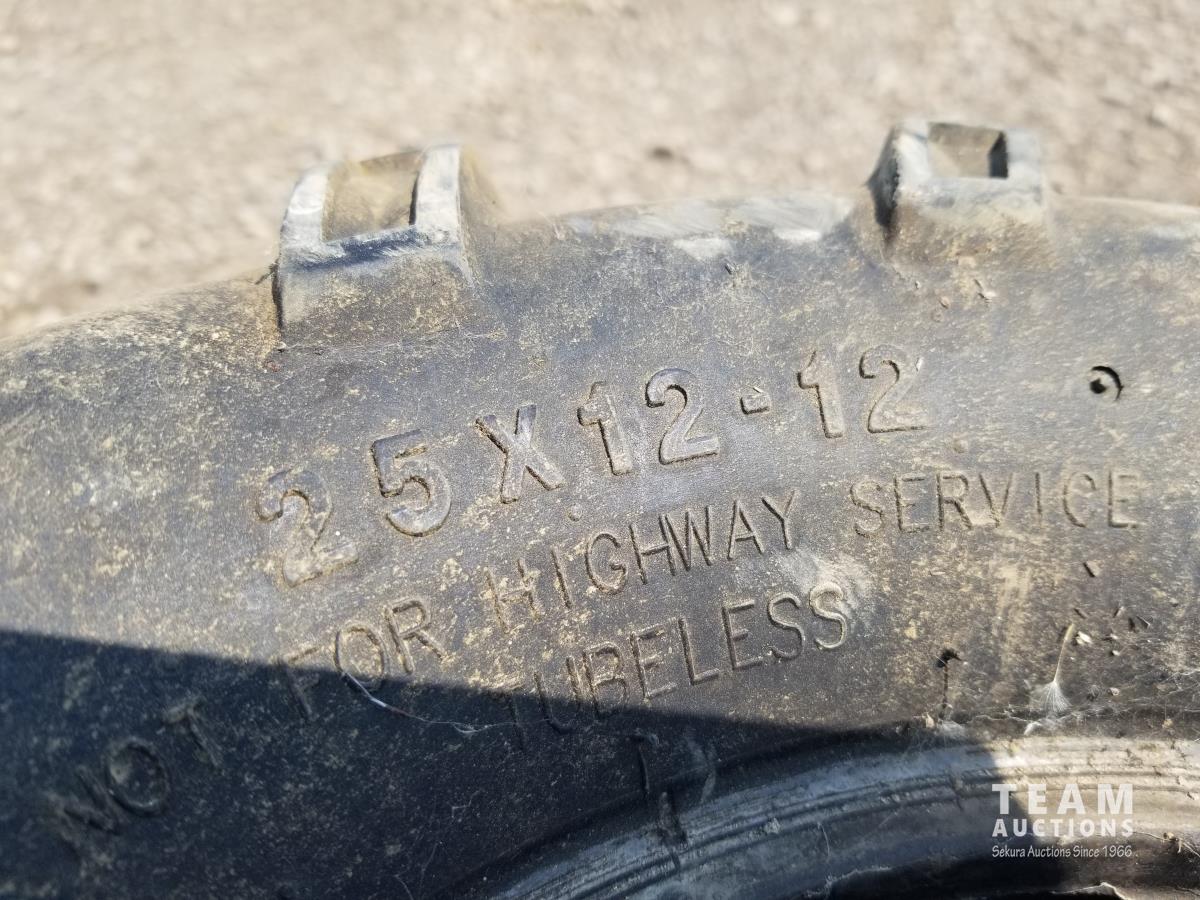 25X12-12
NOT FOR HIGHWAY SERVICE
TUBELESS
TEAM
AUCTIONS
Sekura Auctions Since 1966